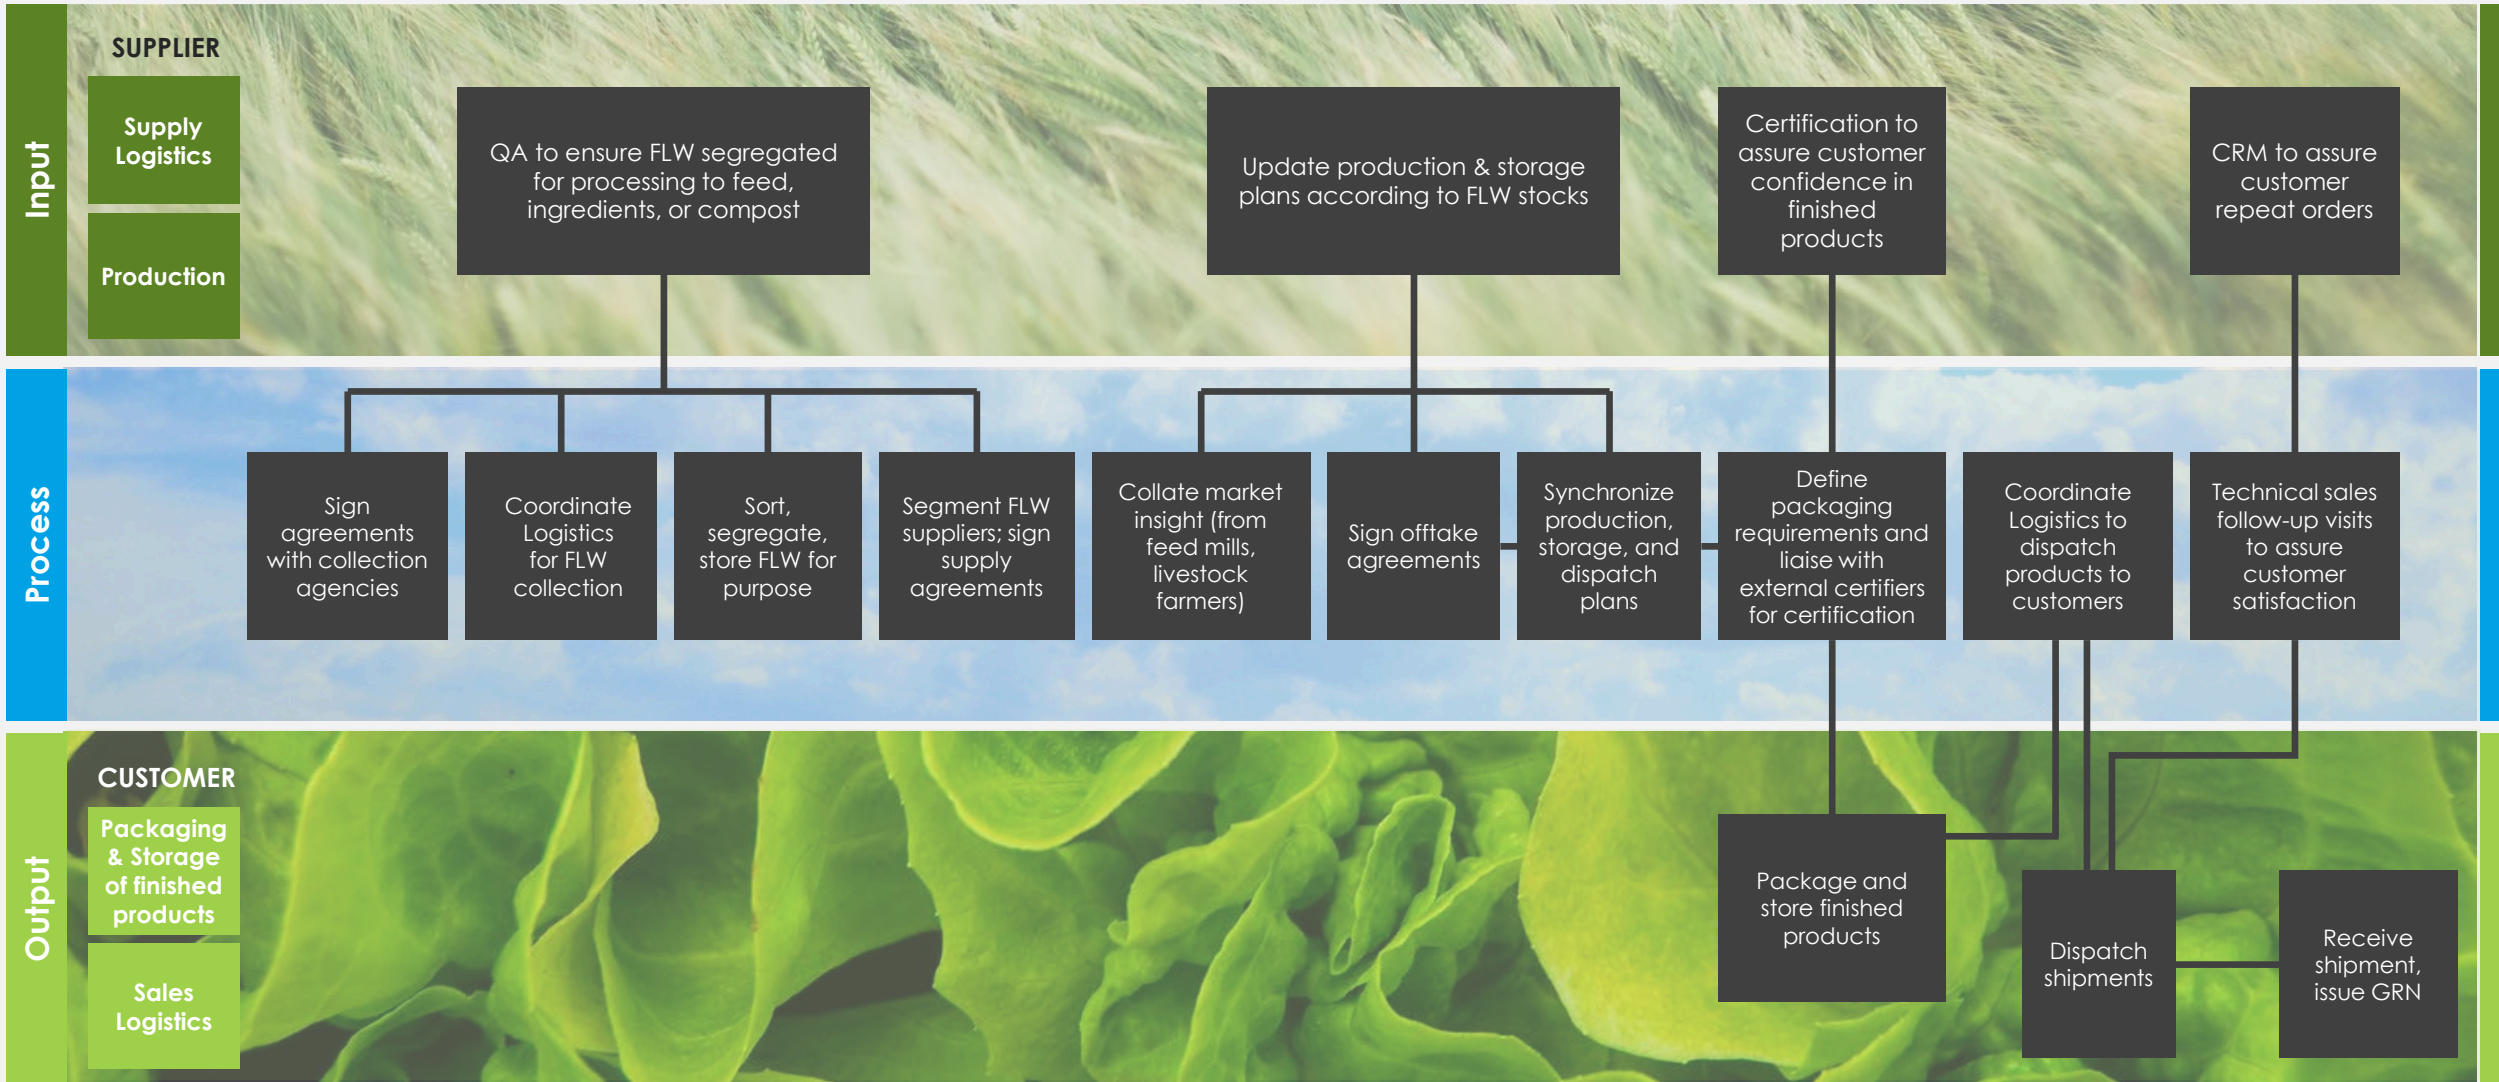 Input
SUPPLIER
Supply
Logistics
Production
QA to ensure FLW segregated
for processing to feed,
ingredients, or compost
Update production & storage
plans according to FLW stocks
Certification to
assure customer
confidence in
finished
products
CRM to assure
customer
repeat orders
Process
Sign
agreements
with collection
agencies
Coordinate
Logistics
for FLW
collection
Sort,
segregate,
store FLW for
purpose
Segment FLW
suppliers; sign
supply
agreements
Collate market
insight (from
feed mills,
livestock
farmers)
Sign offtake
agreements
Synchronize
production,
storage, and
dispatch
plans
Define
packaging
requirements and
liaise with
external certifiers
for certification
Coordinate
Logistics to
dispatch
products to
customers
Technical sales
follow-up visits
to assure
customer
satisfaction
Output
CUSTOMER
Packaging
& Storage
of finished
products
Sales
Logistics
Package and
store finished
products
Dispatch
shipments
Receive
shipment,
issue GRN